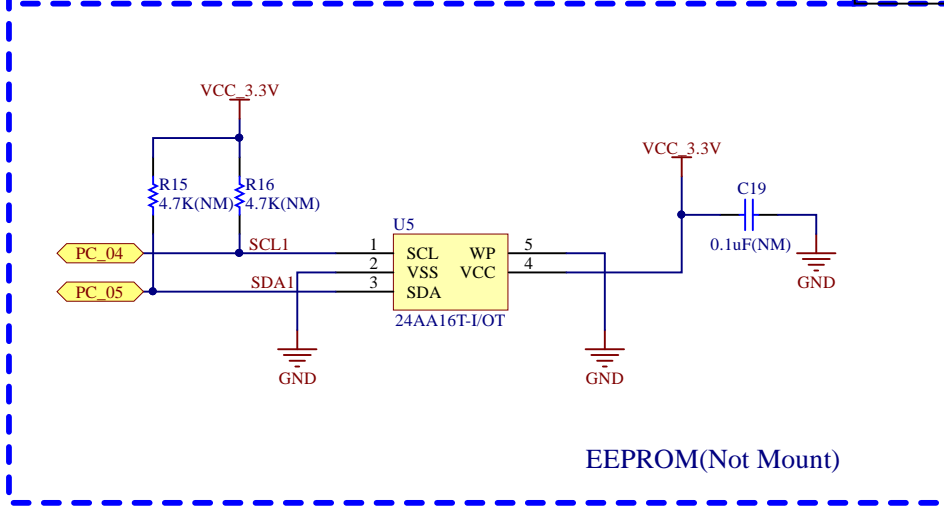 VCC_3.3V
VCC_3.3V
R15
4.7K(NM)
R16
4.7K(NM)
C19
0.1uF(NM)
GND
U5
PC_04
SCL1
1
SCL
WP
5
2
VSS
VCC
4
PC_05
SDA1
3
SDA
24AA16T-I/OT
GND
GND
EEPROM(Not Mount)